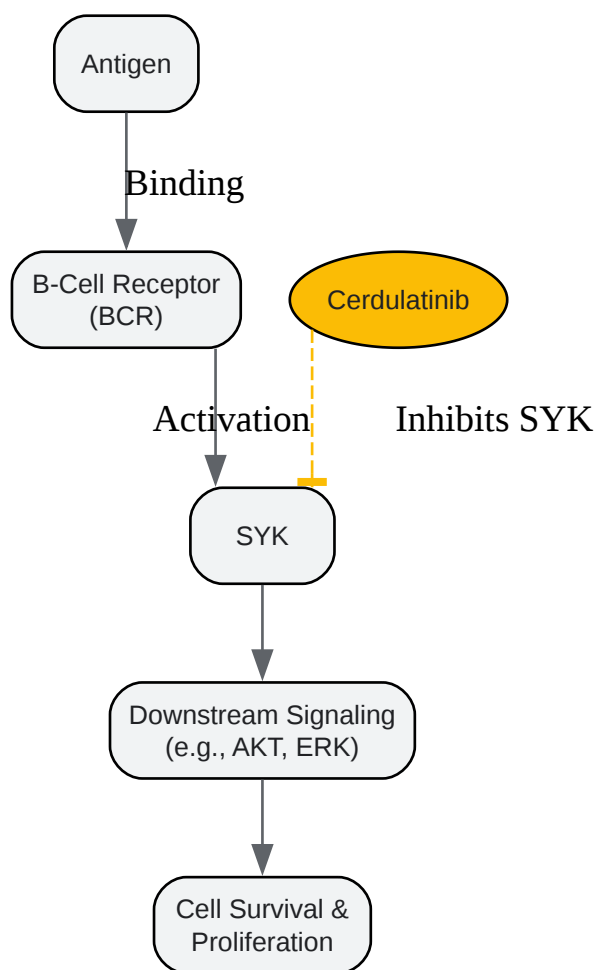 Antigen
Binding
B-Cell Receptor
(BCR)
Cerdulatinib
Activation
Inhibits SYK
SYK
Downstream Signaling
(e.g., AKT, ERK)
Cell Survival &
Proliferation